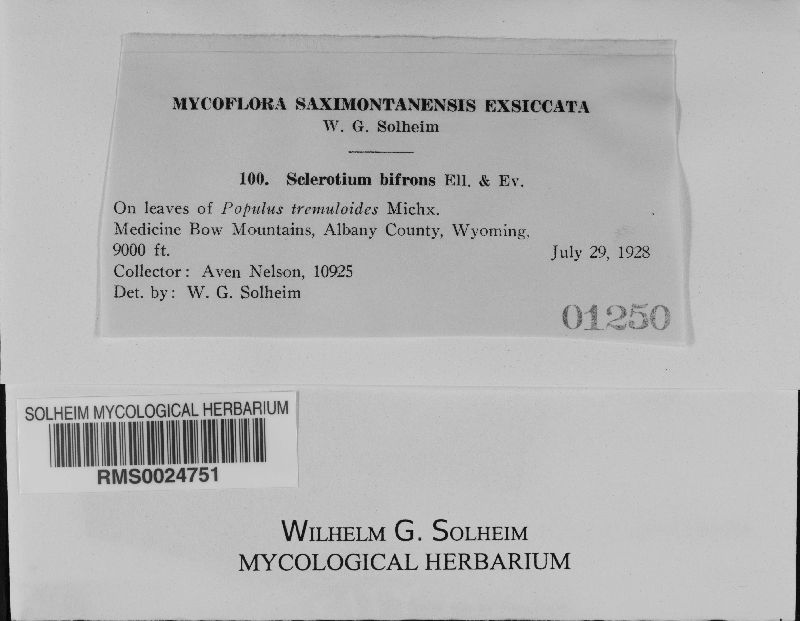 MYCOFLORA SAXIMONTANENSIS EXSICCATA
W. G. Solheim
100. Sclerotium bifrons Ell. & Ev.
On leaves of Populus tremuloides Michx.
Medicine Bow Mountains, Albany County, Wyoming,
9000 ft. July 29, 1928
Collector: Aven Nelson, 10925
Det. by: W. G. Solheim
01250
SOLHEIM MYCOLOGICAL HERBARIUM
RMS0024751
WILHELM G. SOLHEIM
MYCOLOGICAL HERBARIUM